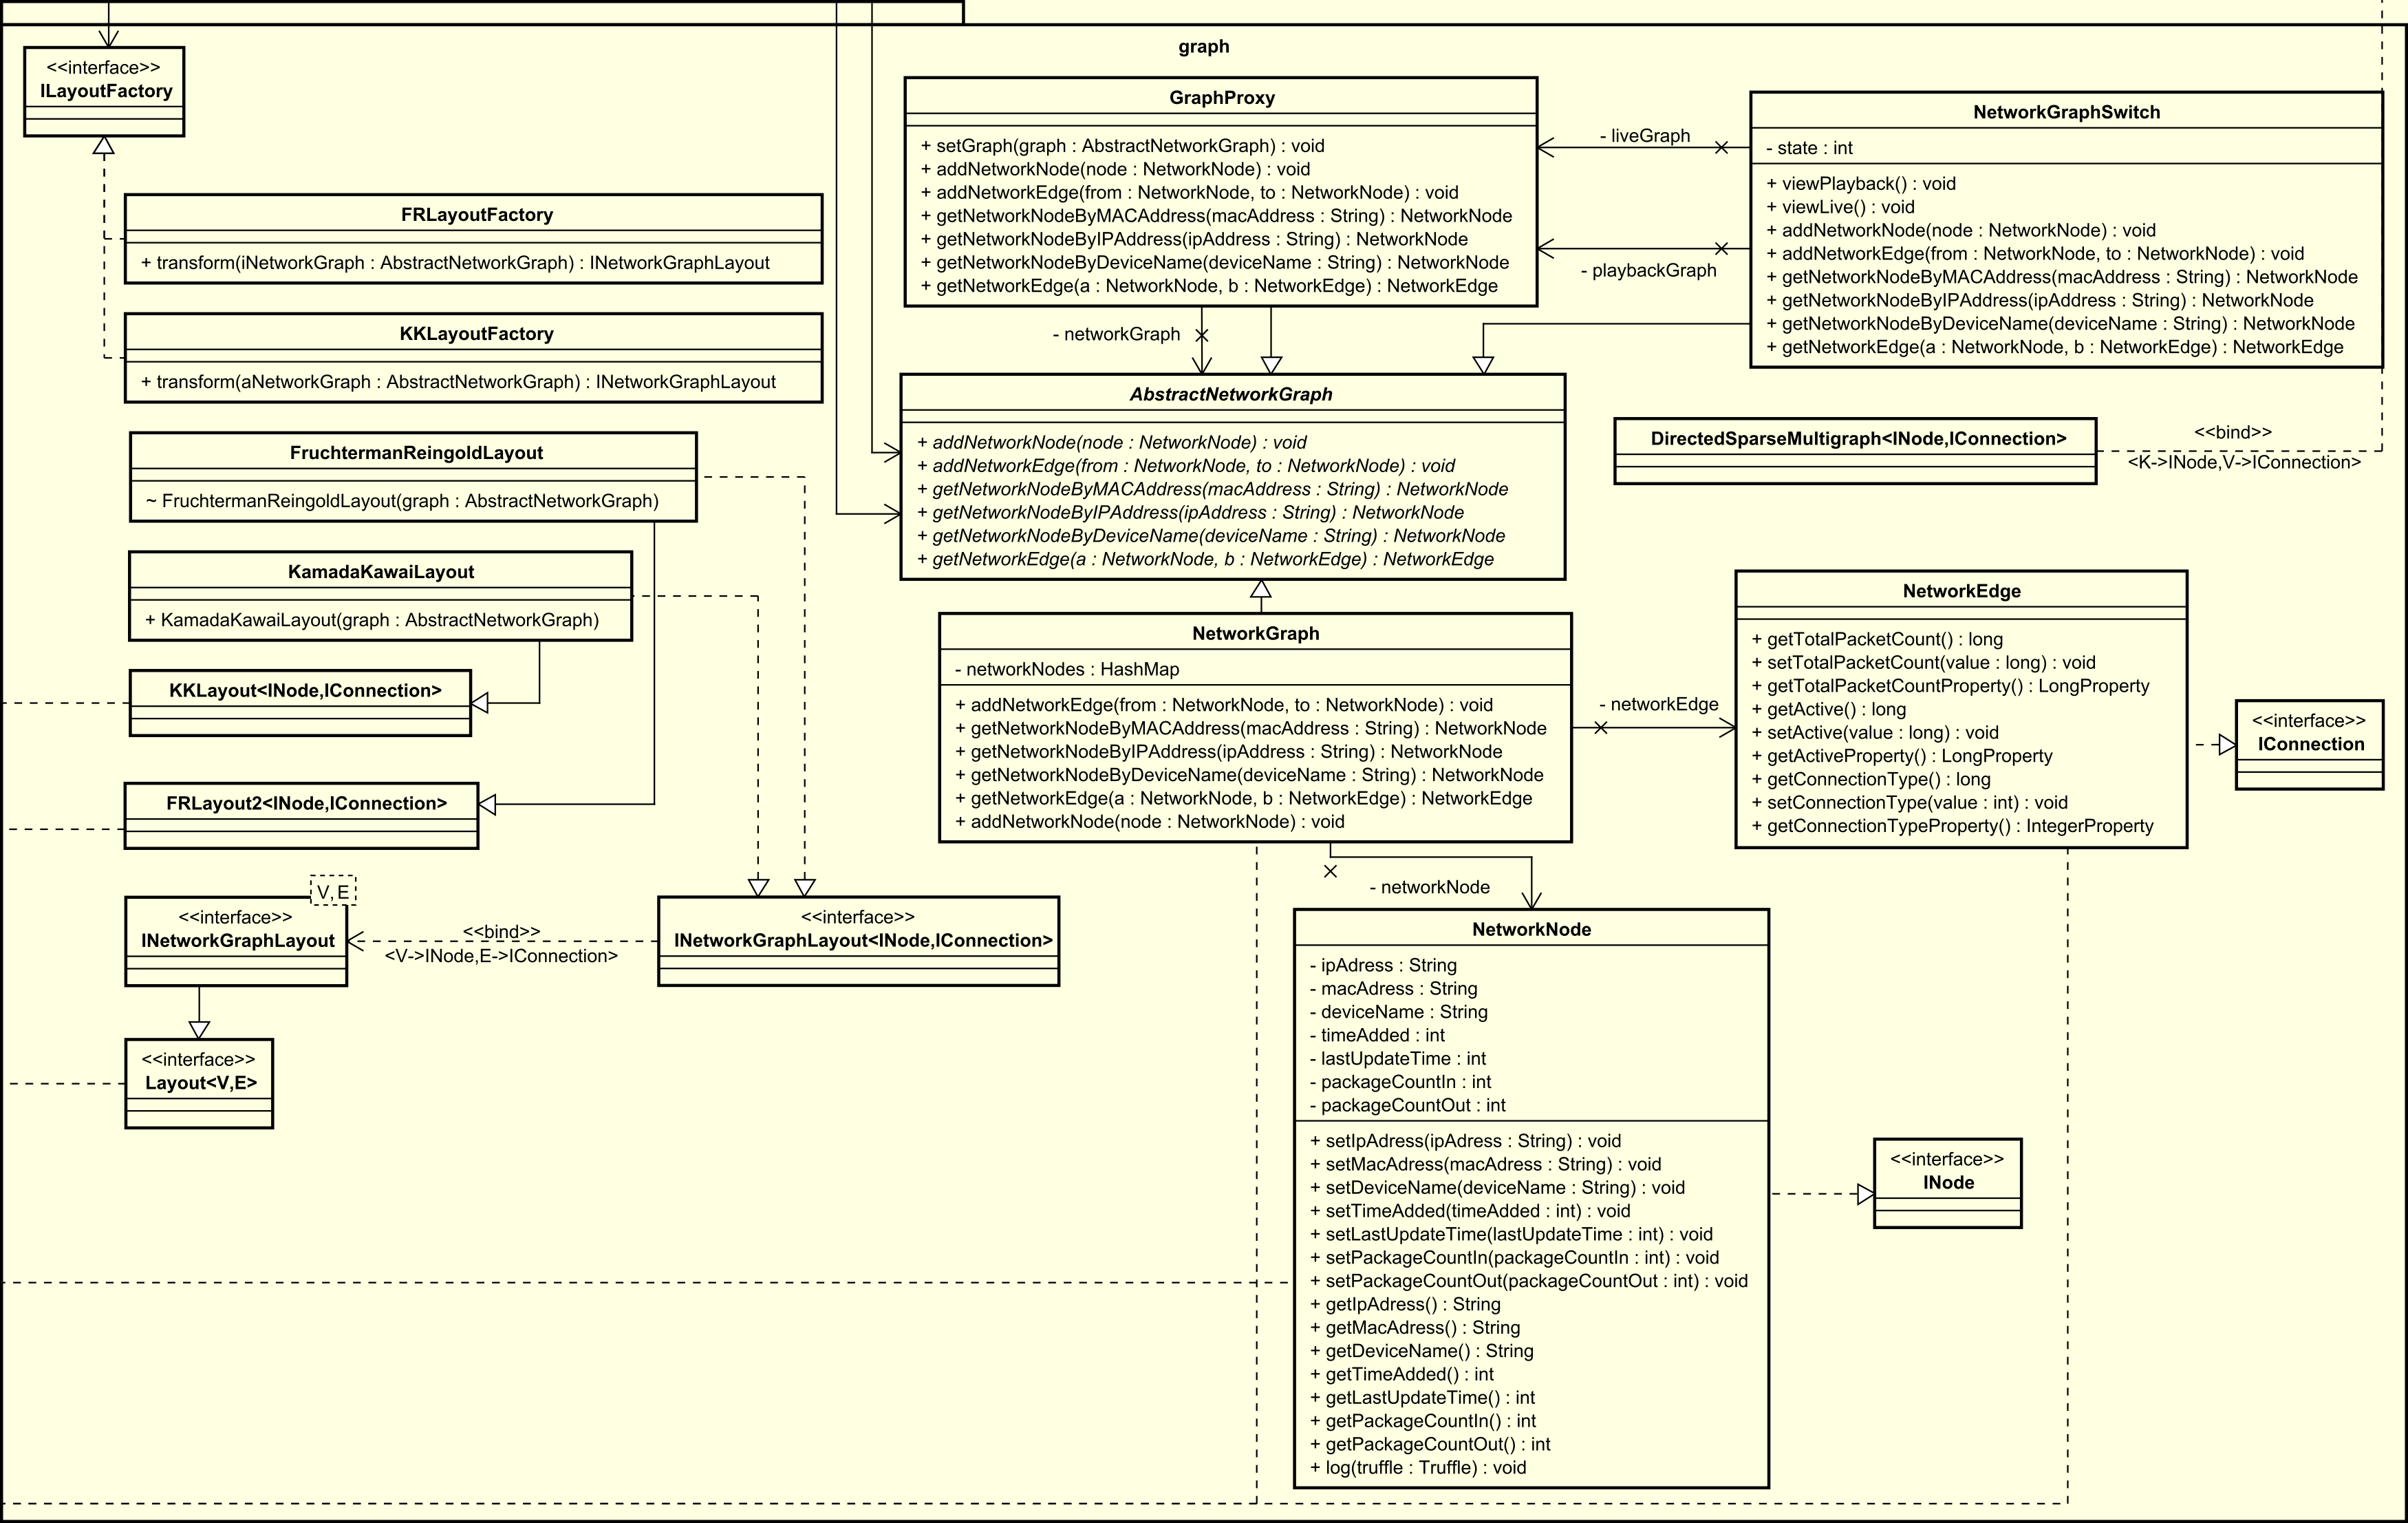 graph
<<interface>>
ILayoutFactory
FRLayoutFactory
+ transform(iNetworkGraph : AbstractNetworkGraph) : INetworkGraphLayout
KKLayoutFactory
+ transform(aNetworkGraph : AbstractNetworkGraph) : INetworkGraphLayout
FruchtermanReingoldLayout
~ FruchtermanReingoldLayout(graph : AbstractNetworkGraph)
KamadaKawaiLayout
+ KamadaKawaiLayout(graph : AbstractNetworkGraph)
KKLayout<INode,IConnection>
FRLayout2<INode,IConnection>
V,E
<<interface>>
INetworkGraphLayout
<<bind>>
<V->INode,E->IConnection>
<<interface>>
INetworkGraphLayout<INode,IConnection>
<<interface>>
Layout<V,E>
GraphProxy
+ setGraph(graph : AbstractNetworkGraph) : void
+ addNetworkNode(node : NetworkNode) : void
+ addNetworkEdge(from : NetworkNode, to : NetworkNode) : void
+ getNetworkNodeByMACAddress(macAddress : String) : NetworkNode
+ getNetworkNodeByIPAddress(ipAddress : String) : NetworkNode
+ getNetworkNodeByDeviceName(deviceName : String) : NetworkNode
+ getNetworkEdge(a : NetworkNode, b : NetworkEdge) : NetworkEdge
- liveGraph
- playbackGraph
NetworkGraphSwitch
- state : int
+ viewPlayback() : void
+ viewLive() : void
+ addNetworkNode(node : NetworkNode) : void
+ addNetworkEdge(from : NetworkNode, to : NetworkNode) : void
+ getNetworkNodeByMACAddress(macAddress : String) : NetworkNode
+ getNetworkNodeByIPAddress(ipAddress : String) : NetworkNode
+ getNetworkNodeByDeviceName(deviceName : String) : NetworkNode
+ getNetworkEdge(a : NetworkNode, b : NetworkEdge) : NetworkEdge
- networkGraph
AbstractNetworkGraph
+ addNetworkNode(node : NetworkNode) : void
+ addNetworkEdge(from : NetworkNode, to : NetworkNode) : void
+ getNetworkNodeByMACAddress(macAddress : String) : NetworkNode
+ getNetworkNodeByIPAddress(ipAddress : String) : NetworkNode
+ getNetworkNodeByDeviceName(deviceName : String) : NetworkNode
+ getNetworkEdge(a : NetworkNode, b : NetworkEdge) : NetworkEdge
DirectedSparseMultigraph<INode,IConnection>
<<bind>>
<K->INode,V->IConnection>
NetworkGraph
- networkNodes : HashMap
+ addNetworkEdge(from : NetworkNode, to : NetworkNode) : void
+ getNetworkNodeByMACAddress(macAddress : String) : NetworkNode
+ getNetworkNodeByIPAddress(ipAddress : String) : NetworkNode
+ getNetworkNodeByDeviceName(deviceName : String) : NetworkNode
+ getNetworkEdge(a : NetworkNode, b : NetworkEdge) : NetworkEdge
+ addNetworkNode(node : NetworkNode) : void
- networkEdge
NetworkEdge
+ getTotalPacketCount() : long
+ setTotalPacketCount(value : long) : void
+ getTotalPacketCountProperty() : LongProperty
+ getActive() : long
+ setActive(value : long) : void
+ getActiveProperty() : LongProperty
+ getConnectionType() : long
+ setConnectionType(value : int) : void
+ getConnectionTypeProperty() : IntegerProperty
<<interface>>
IConnection
- networkNode
NetworkNode
- ipAdress : String
- macAdress : String
- deviceName : String
- timeAdded : int
- lastUpdateTime : int
- packageCountIn : int
- packageCountOut : int
+ setIpAdress(ipAdress : String) : void
+ setMacAdress(macAdress : String) : void
+ setDeviceName(deviceName : String) : void
+ setTimeAdded(timeAdded : int) : void
+ setLastUpdateTime(lastUpdateTime : int) : void
+ setPackageCountIn(packageCountIn : int) : void
+ setPackageCountOut(packageCountOut : int) : void
+ getIpAdress() : String
+ getMacAdress() : String
+ getDeviceName() : String
+ getTimeAdded() : int
+ getLastUpdateTime() : int
+ getPackageCountIn() : int
+ getPackageCountOut() : int
+ log(truffle : Truffle) : void
<<interface>>
INode